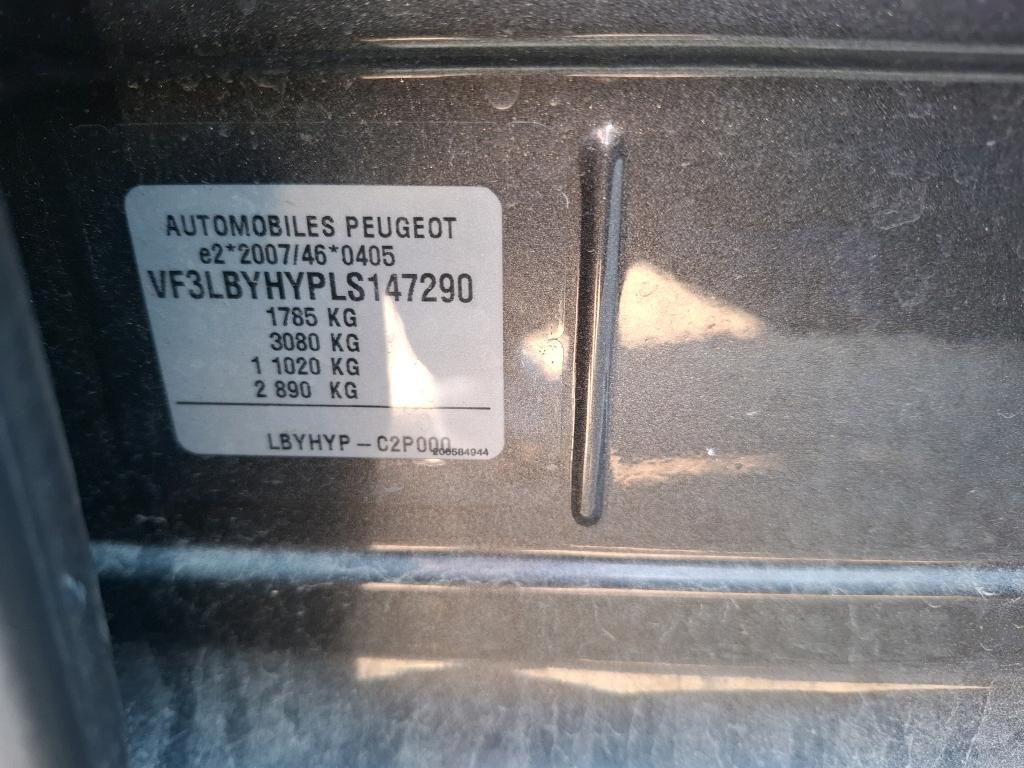 AUTOMOBILES PEUGEOT
e2*2007/46*0405
VF3LBYHYPLS147290
1785 KG
3080 KG
1 1020 KG
2 890 KG
LBYHYP - C2P000
206584944